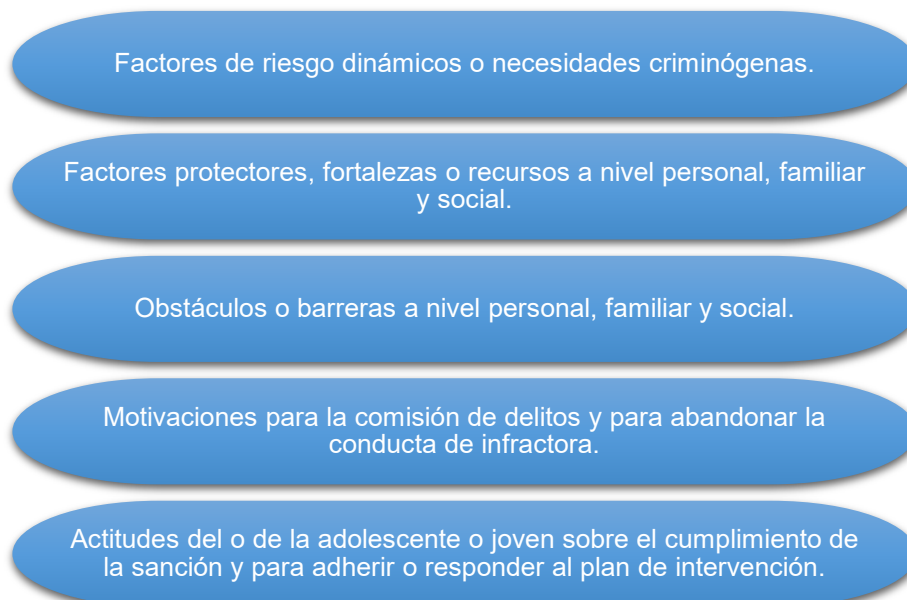 Factores de riesgo dinámicos o necesidades criminógenas.
Factores protectores, fortalezas o recursos a nivel personal, familiar
y social.
Obstáculos o barreras a nivel personal, familiar y social.
Motivaciones para la comisión de delitos y para abandonar la
conducta de infractora.
Actitudes del o de la adolescente o joven sobre el cumplimiento de
la sanción y para adherir o responder al plan de intervención.